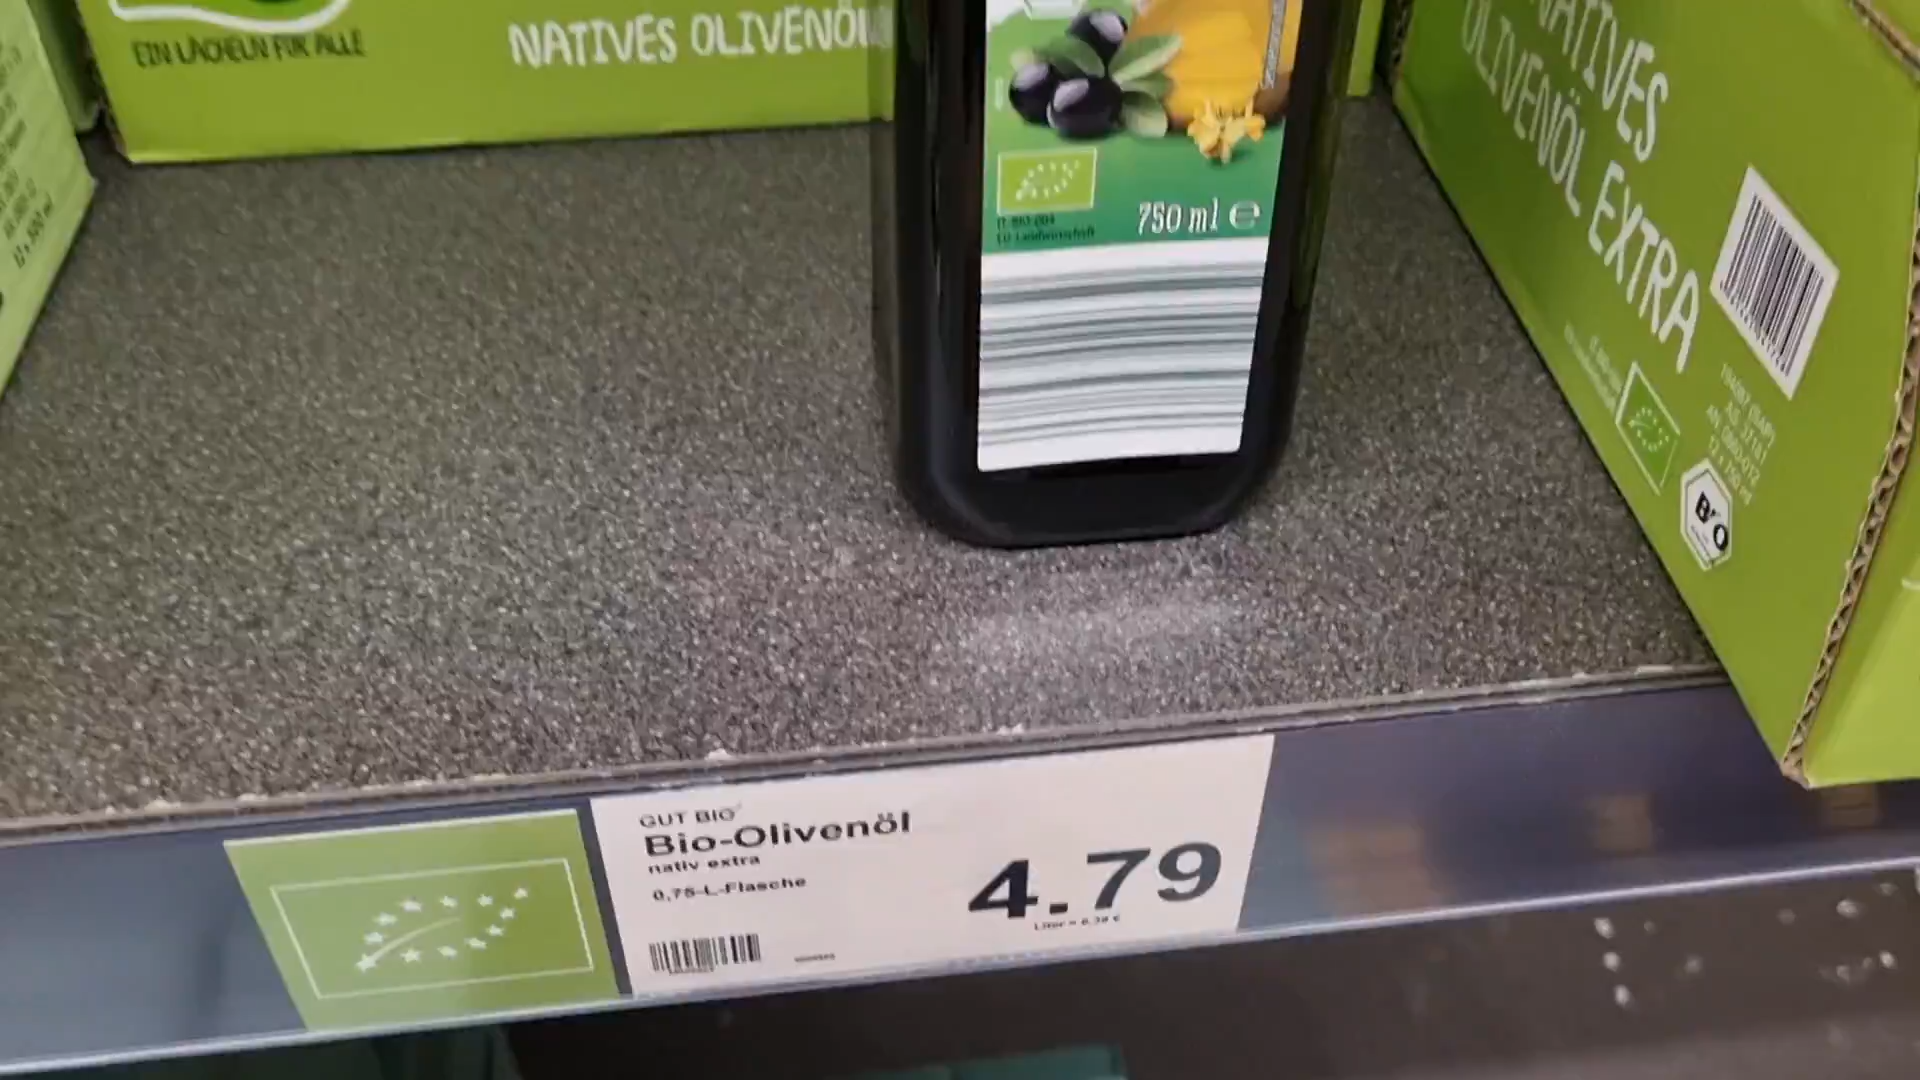 EIN LÄCHELN FÜR ALLE
NATIVES OLIVENÖL
750 ml e
NATIVES
OLIVENÖL EXTRA
BIO
GUT BIO
Bio-Olivenöl
nativ extra
0,75-L-Flasche
4.79